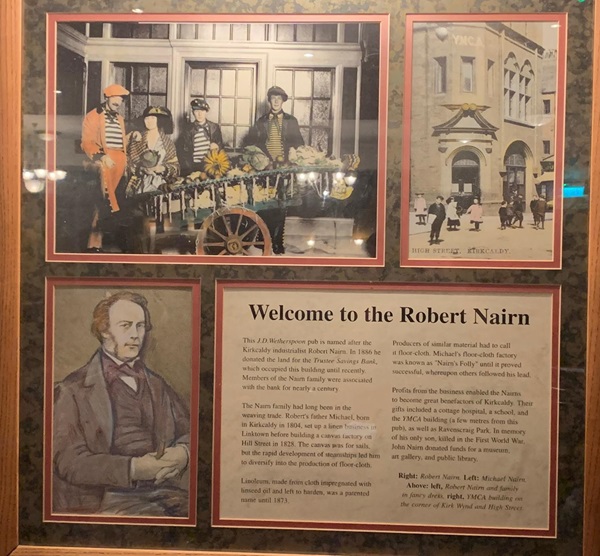 YMCA
HIGH STREET, KIRKCALDY.
Welcome to the Robert Nairn
This J.D.Wetherspoon pub is named after the
Kirkcaldy industrialist Robert Nairn. In 1886 he
donated the land for the Trustee Savings Bank,
which occupied this building until recently.
Members of the Nairn family were associated
with the bank for nearly a century.
The Nairn family had long been in the
weaving trade. Robert's father Michael, born
in Kirkcaldy in 1804, set up a linen business in
Linktown before building a canvas factory on
Hill Street in 1828. The canvas was for sails,
but the rapid development of steamships led him
to diversify into the production of floor-cloth.
Linoleum, made from cloth impregnated with
linseed oil and left to harden, was a patented
name until 1873.
Producers of similar material had to call
it floor-cloth. Michael's floor-cloth factory
was known as "Nairn's Folly" until it proved
successful, whereupon others followed his lead.
Profits from the business enabled the Nairns
to become great benefactors of Kirkcaldy. Their
gifts included a cottage hospital, a school, and
the YMCA building (a few metres from this
pub), as well as Ravenscraig Park. In memory
of his only son, killed in the First World War,
John Nairn donated funds for a museum,
art gallery, and public library.
Right: Robert Nairn. Left: Michael Nairn.
Above: left, Robert Nairn and family
in fancy dress, right, YMCA building on
the corner of Kirk Wynd and High Street.